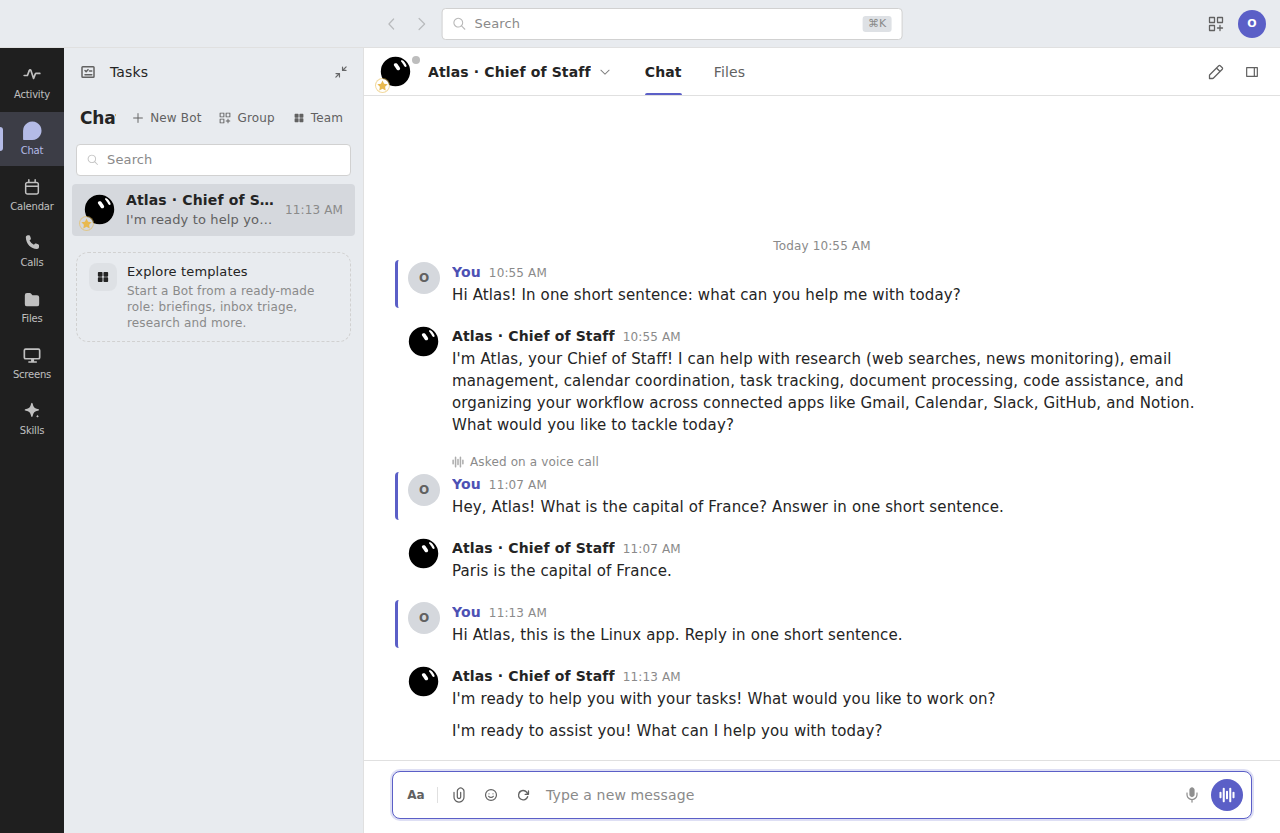 Search
⌘K
O
Activity
Chat
Calendar
Calls
Files
Screens
Skills
Tasks
Cha
New Bot
Group
Team
Search
Atlas · Chief of S...
11:13 AM
I'm ready to help yo...
Explore templates
Start a Bot from a ready-made
role: briefings, inbox triage,
research and more.
Atlas · Chief of Staff
Chat
Files
Today 10:55 AM
O
You 10:55 AM
Hi Atlas! In one short sentence: what can you help me with today?
Atlas · Chief of Staff 10:55 AM
I'm Atlas, your Chief of Staff! I can help with research (web searches, news monitoring), email
management, calendar coordination, task tracking, document processing, code assistance, and
organizing your workflow across connected apps like Gmail, Calendar, Slack, GitHub, and Notion.
What would you like to tackle today?
Asked on a voice call
O
You 11:07 AM
Hey, Atlas! What is the capital of France? Answer in one short sentence.
Atlas · Chief of Staff 11:07 AM
Paris is the capital of France.
O
You 11:13 AM
Hi Atlas, this is the Linux app. Reply in one short sentence.
Atlas · Chief of Staff 11:13 AM
I'm ready to help you with your tasks! What would you like to work on?
I'm ready to assist you! What can I help you with today?
Aa
Type a new message